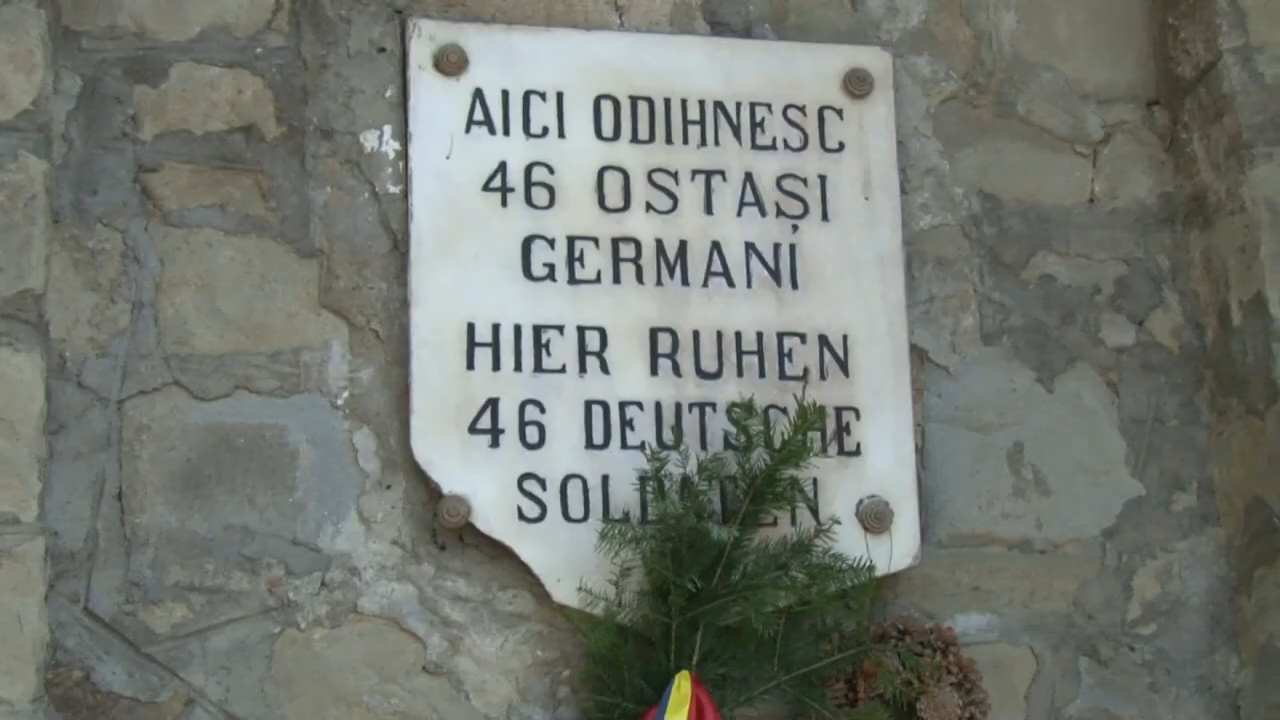 AICI ODIHNESC
46 OSTAȘI
GERMANI
HIER RUHEN
46 DEUTSCHE
SOLDATEN